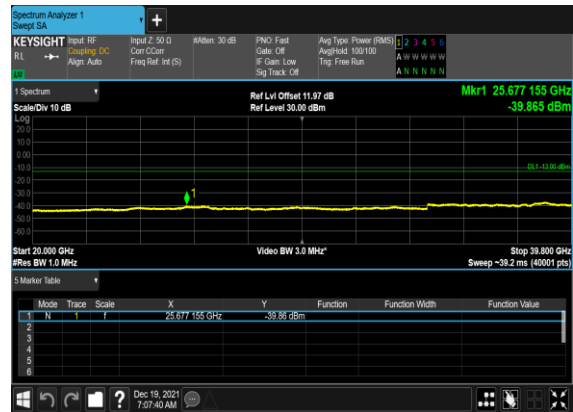 Spectrum Analyzer 1
Swept SA
+
KEYSIGHT Input: RF Input Z: 50 Ω #Atten: 30 dB PNO: Fast Avg Type: Power (RMS) 1 2 3 4 5 6
RL Coupling: DC Corr CCorr Gate: Off Avg|Hold: 100/100 A W W W W W
Align: Auto Freq Ref: Int (S) IF Gain: Low Trig: Free Run
LXI Sig Track: Off A N N N N N
1 Spectrum Ref Lvl Offset 11.97 dB Mkr1 25.677 155 GHz
Scale/Div 10 dB Ref Level 30.00 dBm -39.865 dBm
Log
20.0
10.0
0.00
-10.0
DL1 -13.00 dBm
-20.0
-30.0
1
-40.0
-50.0
-60.0
Start 20.000 GHz Video BW 3.0 MHz* Stop 39.800 GHz
#Res BW 1.0 MHz Sweep ~39.2 ms (40001 pts)
5 Marker Table
Mode Trace Scale X Y Function Function Width Function Value
1 N 1 f 25.677 155 GHz -39.86 dBm
2
3
4
5
6
? Dec 19, 2021
7:07:40 AM